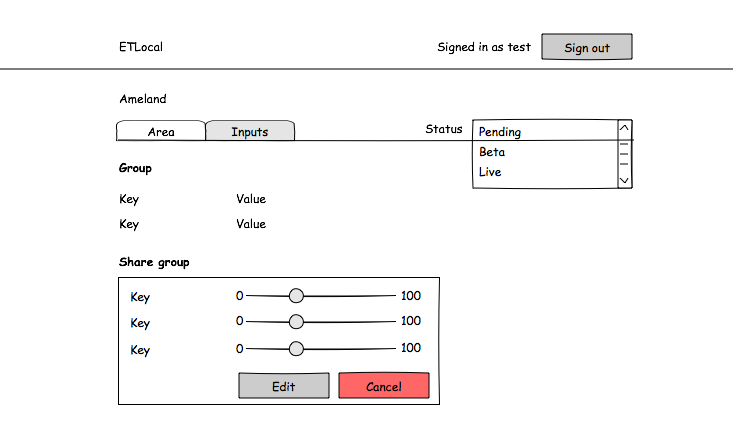 ETLocal Signed in as test Sign out
Ameland
Area Inputs Status Pending
Beta
Live
Group
Key Value
Key Value
Share group
Key 0 100
Key 0 100
Key 0 100
Edit Cancel